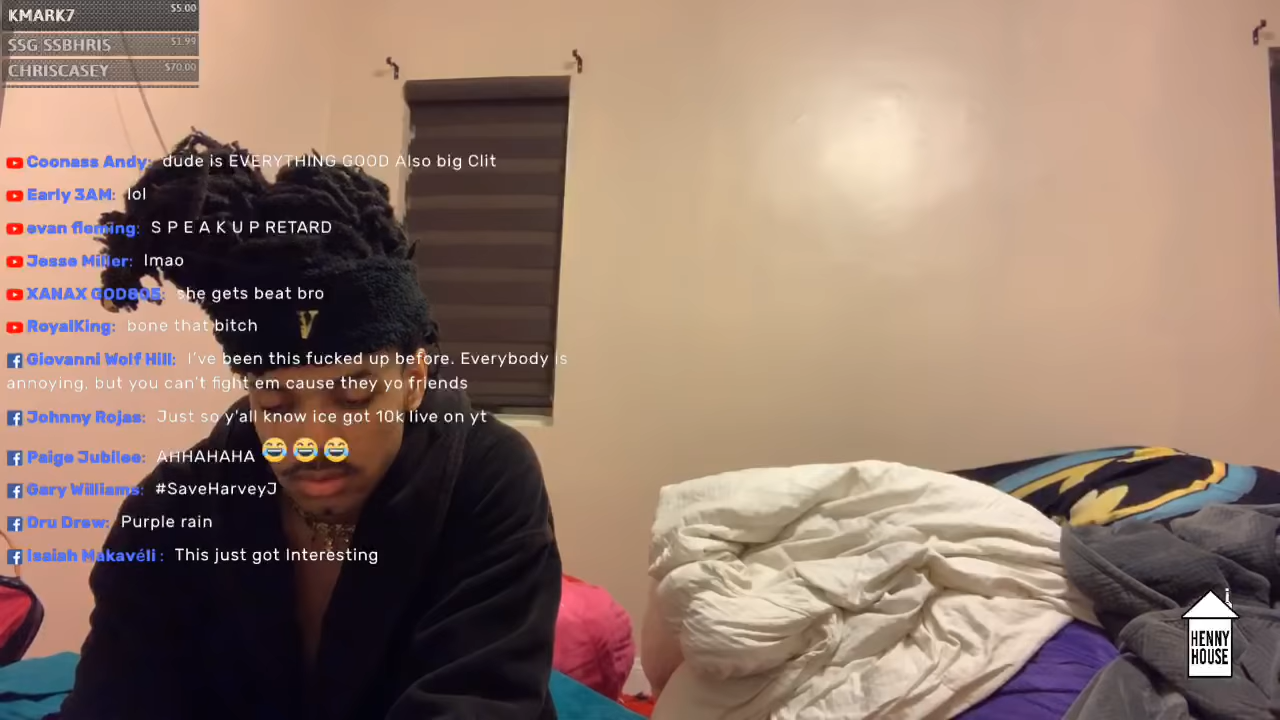 KMARK7 $5.00
SSG SSBHRIS $1.99
CHRISCASEY $70.00
Coonass Andy: dude is EVERYTHING GOOD Also big Clit
Early 3AM: lol
evan fleming: S P E A K U P RETARD
Jesse Miller: lmao
XANAX GOD805: she gets beat bro
RoyalKing: bone that bitch
Giovanni Wolf Hill: I've been this fucked up before. Everybody is
annoying, but you can't fight em cause they yo friends
Johnny Rojas: Just so y'all know ice got 10k live on yt
Paige Jubilee: AHHAHAHA 😂 😂 😂
Gary Williams: #SaveHarveyJ
Dru Drew: Purple rain
Isaiah Makavéli : This just got Interesting
V
HENNY
HOUSE